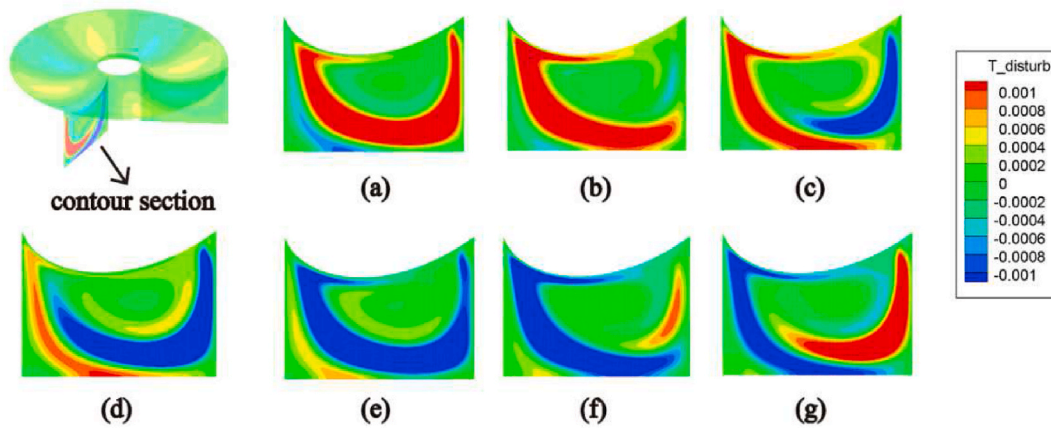 contour section
(a)
(b)
(c)
(d)
(e)
(f)
(g)
T_disturb
0.001
0.0008
0.0006
0.0004
0.0002
0
-0.0002
-0.0004
-0.0006
-0.0008
-0.001